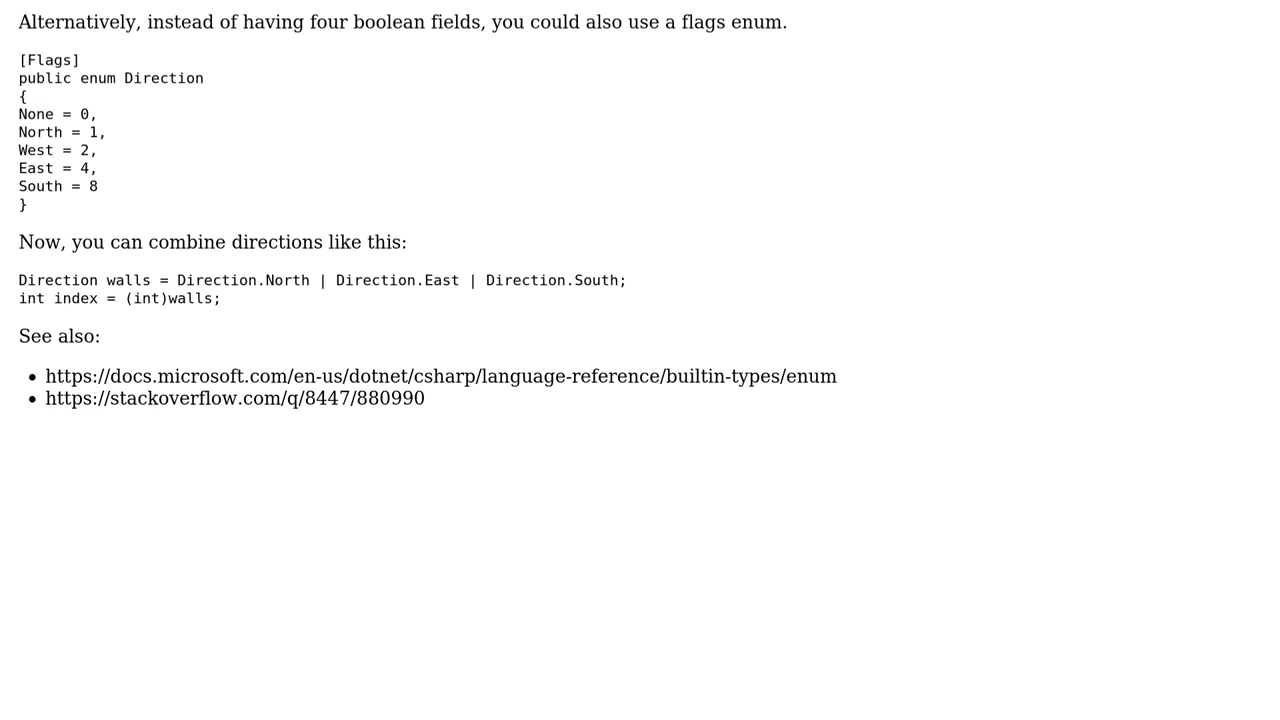 Alternatively, instead of having four boolean fields, you could also use a flags enum.
[Flags]
public enum Direction
{
None = 0,
North = 1,
West = 2,
East = 4,
South = 8
}
Now, you can combine directions like this:
Direction walls = Direction.North | Direction.East | Direction.South;
int index = (int)walls;
See also:
• https://docs.microsoft.com/en-us/dotnet/csharp/language-reference/builtin-types/enum
• https://stackoverflow.com/q/8447/880990